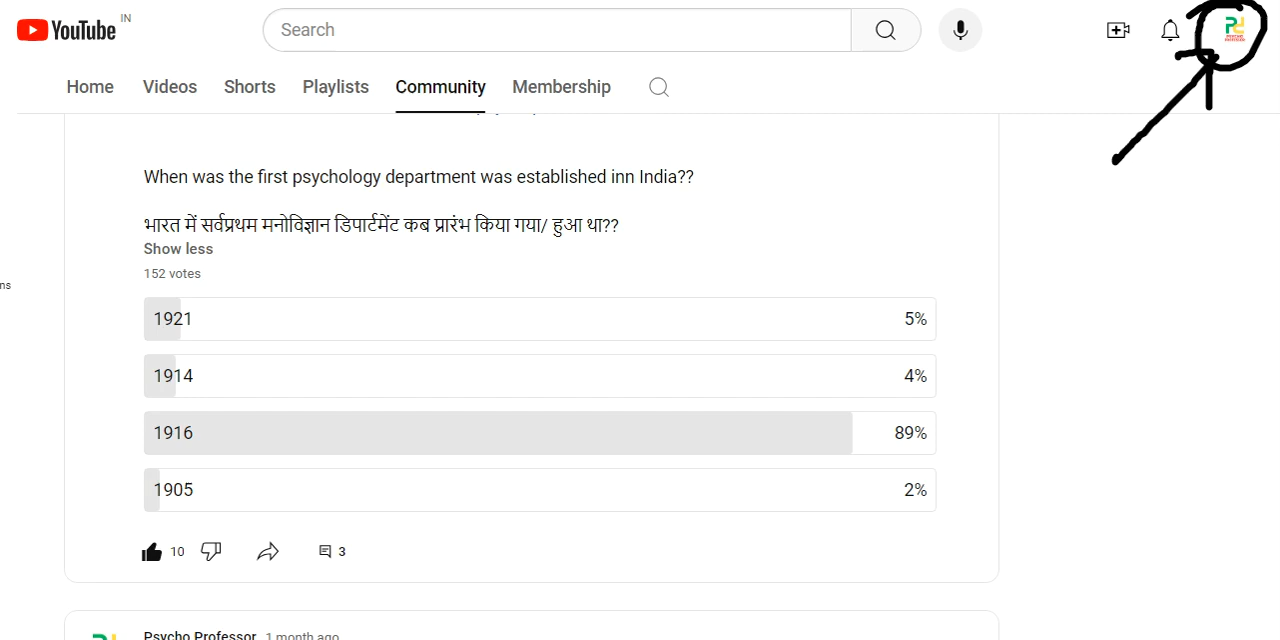 YouTube IN
Search
Home Videos Shorts Playlists Community Membership
When was the first psychology department was established inn India??
भारत में सर्वप्रथम मनोविज्ञान डिपार्टमेंट कब प्रारंभ किया गया/ हुआ था??
Show less
152 votes
ns
1921 5%
1914 4%
1916 89%
1905 2%
10 3
Psycho Professor 1 month ago